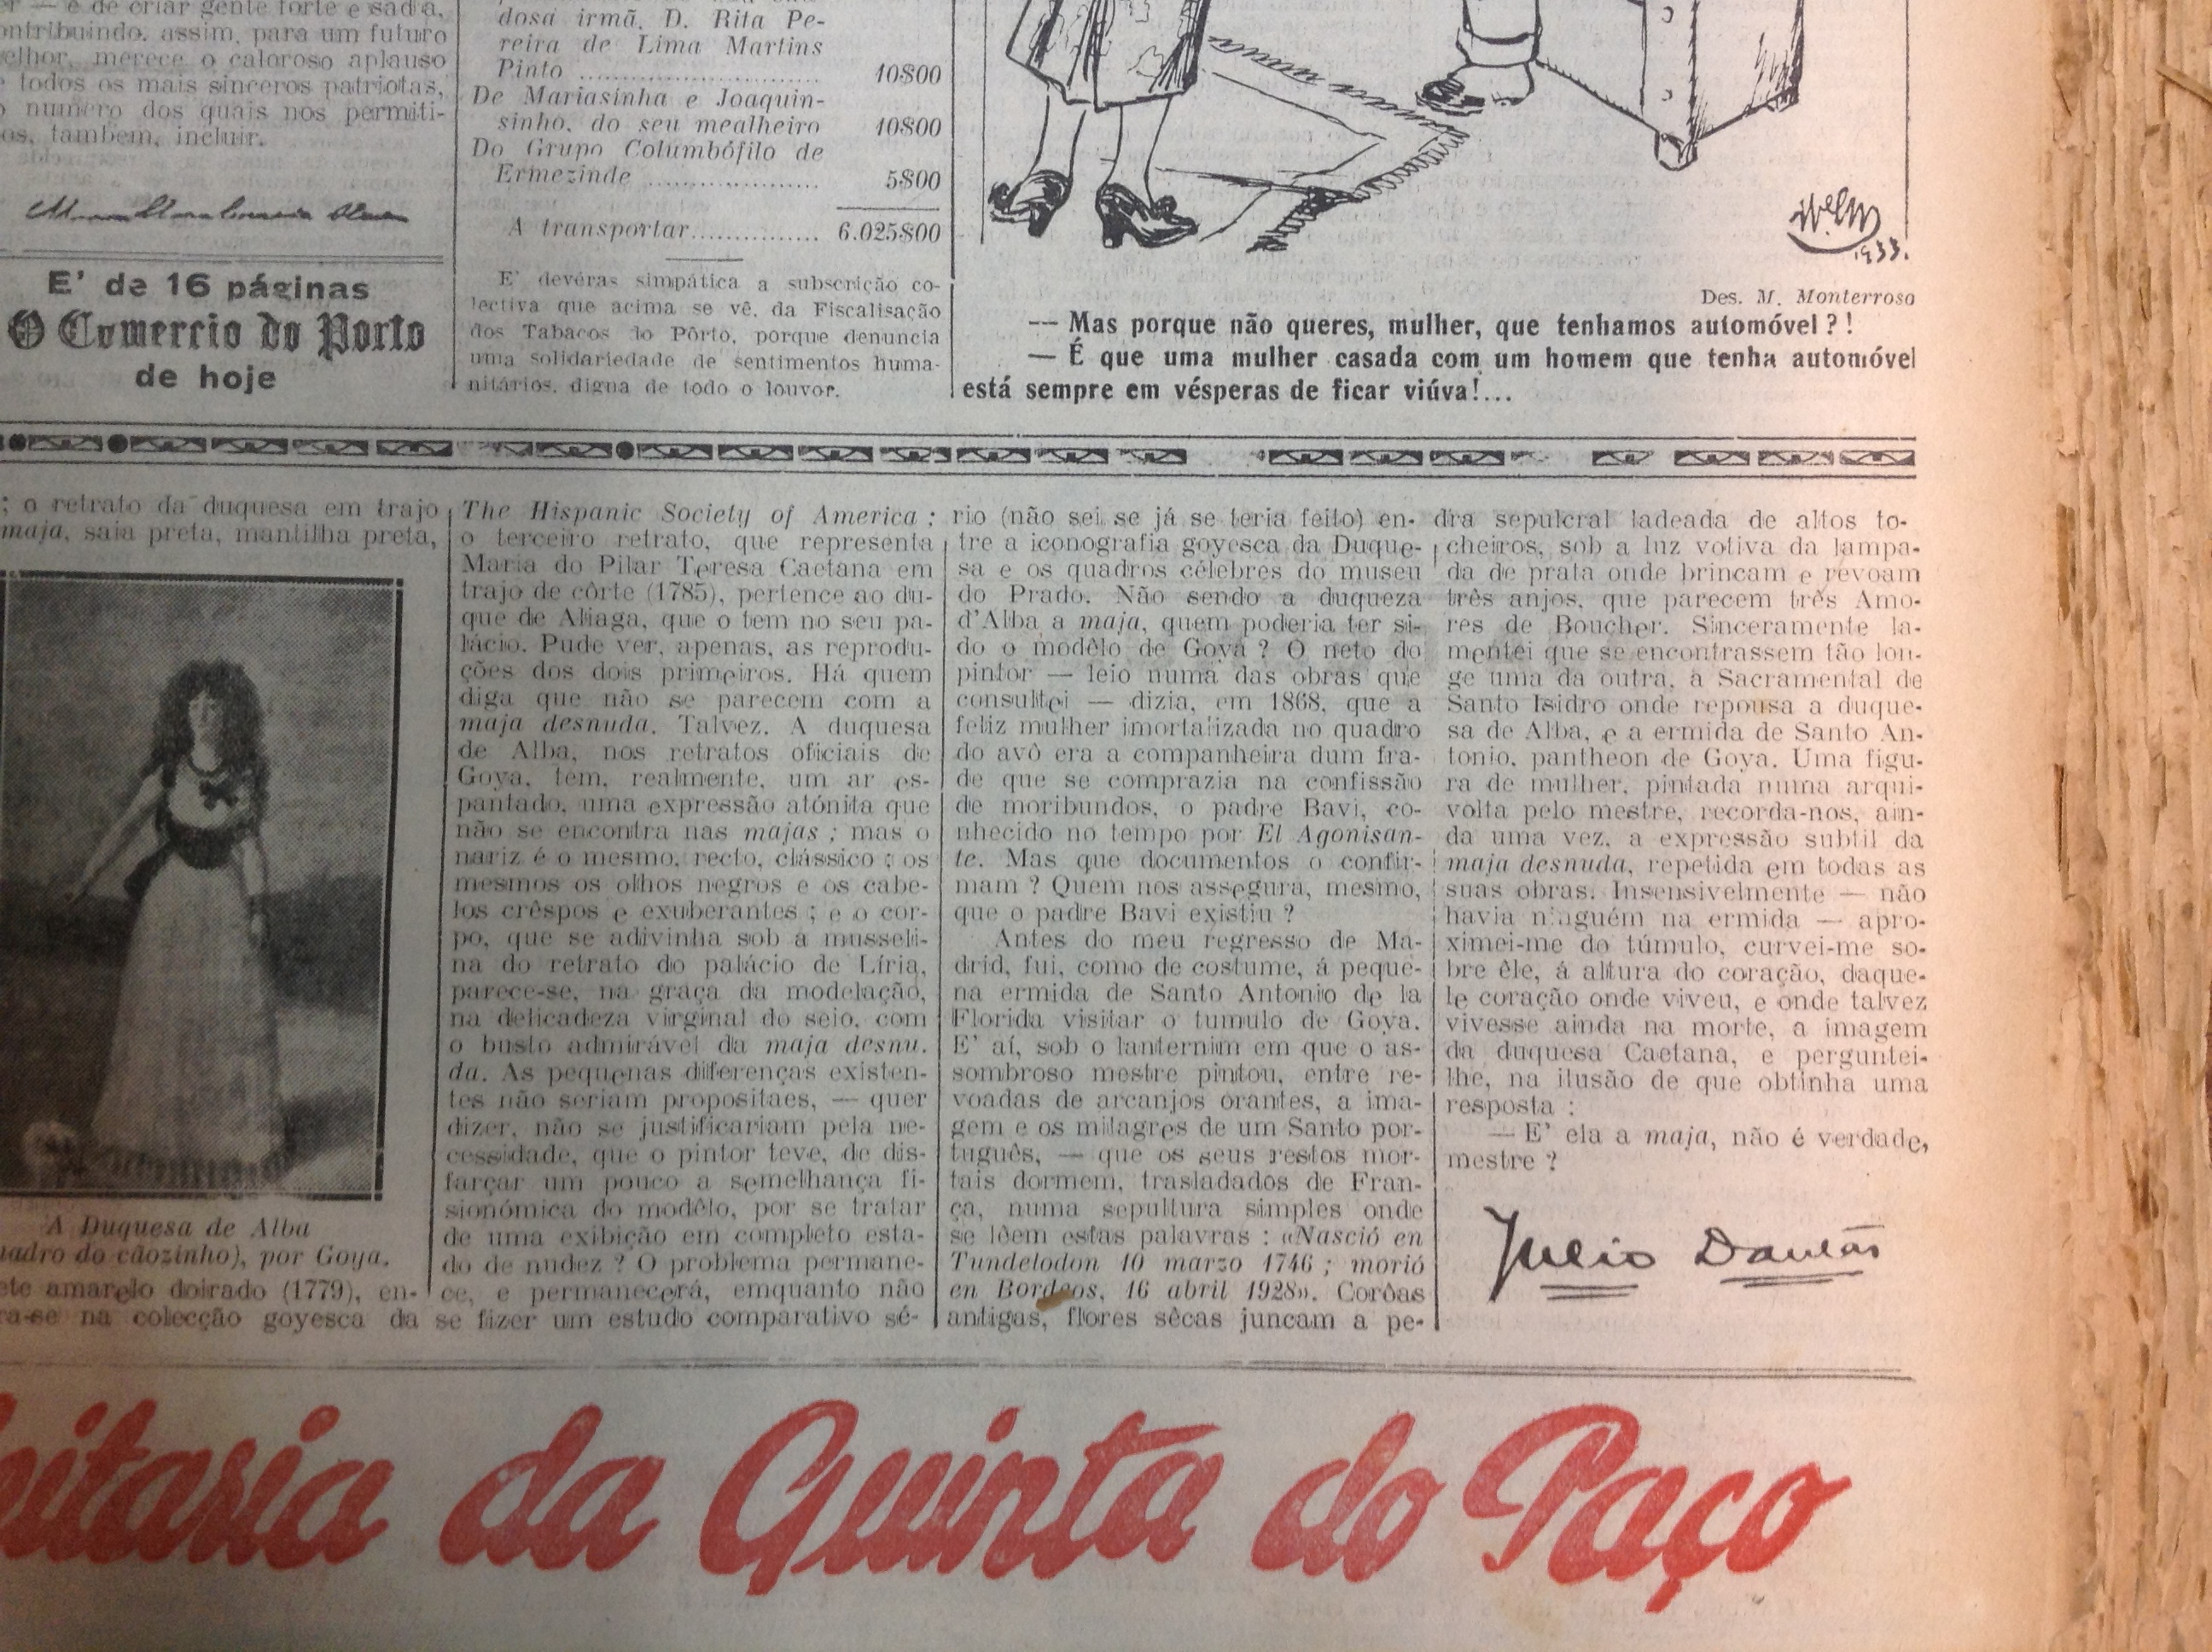 r — é de criar gente forte e sadia,
ontribuindo, assim, para um futuro
elhor, merece o caloroso aplauso
e todos os mais sinceros patriotas,
o numero dos quais nos permiti-
os, tambem, incluir.
E' de 16 páginas
O Comercio do Porto
de hoje
dosa irmã, D. Rita Pe-
reira de Lima Martins
Pinto ........................... 10$00
De Mariasinha e Joaquin-
sinho, do seu mealheiro 10$00
Do Grupo Columbófilo de
Ermezinde ................... 5$00
A transportar............... 6.025$00
E' devéras simpática a subscrição co-
lectiva que acima se vê, da Fiscalisação
dos Tabacos do Pôrto, porque denuncia
uma solidariedade de sentimentos huma-
nitários, digna de todo o louvor.
1933.
Des. M. Monterroso
— Mas porque não queres, mulher, que tenhamos automóvel?!
— É que uma mulher casada com um homem que tenha automóvel
está sempre em vésperas de ficar viúva!...
; o retrato da duquesa em trajo
maja, saia preta, mantilha preta,
A Duquesa de Alba
uadro do cãozinho), por Goya.
ete amarelo doirado (1779), en-
ra-se na colecção goyesca da
The Hispanic Society of America;
o terceiro retrato, que representa
Maria do Pilar Teresa Caetana em
trajo de côrte (1785), pertence ao du-
que de Aliaga, que o tem no seu pa-
lácio. Pude ver, apenas, as reprodu-
ções dos dois primeiros. Há quem
diga que não se parecem com a
maja desnuda. Talvez. A duquesa
de Alba, nos retratos oficiais de
Goya, tem, realmente, um ar es-
pantado, uma expressão atónita que
não se encontra nas majas; mas o
nariz é o mesmo, recto, clássico; os
mesmos os olhos negros e os cabe-
los crêspos e exuberantes; e o cor-
po, que se adivinha sob a musseli-
na do retrato do palácio de Líria,
parece-se, na graça da modelação,
na delicadeza virginal do seio, com
o busto admirável da maja desnu.
da. As pequenas diferenças existen-
tes não seriam propositaes, — quer
dizer, não se justificariam pela ne-
cessidade, que o pintor teve, de dis-
farçar um pouco a semelhança fi-
sionómica do modêlo, por se tratar
de uma exibição em completo esta-
do de nudez? O problema permane-
ce, e permanecerá, emquanto não
se fizer um estudo comparativo sé-
rio (não sei se já se teria feito) en-
tre a iconografia goyesca da Duque-
sa e os quadros célebres do museu
do Prado. Não sendo a duqueza
d'Alba a maja, quem poderia ter si-
do o modêlo de Goya? O neto do
pintor — leio numa das obras que
consultei — dizia, em 1868, que a
feliz mulher imortalizada no quadro
do avô era a companheira dum fra-
de que se comprazia na confissão
de moribundos, o padre Bavi, co-
nhecido no tempo por El Agonisan-
te. Mas que documentos o confir-
mam? Quem nos assegura, mesmo,
que o padre Bavi existiu?
Antes do meu regresso de Ma-
drid, fui, como de costume, á peque-
na ermida de Santo Antonio de la
Florida visitar o tumulo de Goya.
E' aí, sob o lanternim em que o as-
sombroso mestre pintou, entre re-
voadas de arcanjos orantes, a ima-
gem e os milagres de um Santo por-
tuguês, — que os seus restos mor-
tais dormem, trasladados de Fran-
ça, numa sepultura simples onde
se lêem estas palavras: «Nasció en
Tundelodon 10 marzo 1746; morió
en Bordeos, 16 abril 1928». Corôas
antigas, flores sêcas juncam a pe-
dra sepulcral ladeada de altos to-
cheiros, sob a luz votiva da lampa-
da de prata onde brincam e revoam
três anjos, que parecem três Amo-
res de Boucher. Sinceramente la-
mentei que se encontrassem tão lon-
ge uma da outra, a Sacramental de
Santo Isidro onde repousa a duque-
sa de Alba, e a ermida de Santo An-
tonio, pantheon de Goya. Uma figu-
ra de mulher, pintada numa arqui-
volta pelo mestre, recorda-nos, ain-
da uma vez, a expressão subtil da
maja desnuda, repetida em todas as
suas obras. Insensivelmente — não
havia ninguém na ermida — apro-
ximei-me do túmulo, curvei-me so-
bre êle, á altura do coração, daque-
le coração onde viveu, e onde talvez
vivesse ainda na morte, a imagem
da duquesa Caetana, e perguntei-
lhe, na ilusão de que obtinha uma
resposta:
— E' ela a maja, não é verdade,
mestre?
Julio Dantas
itaria da Quinta do Paço